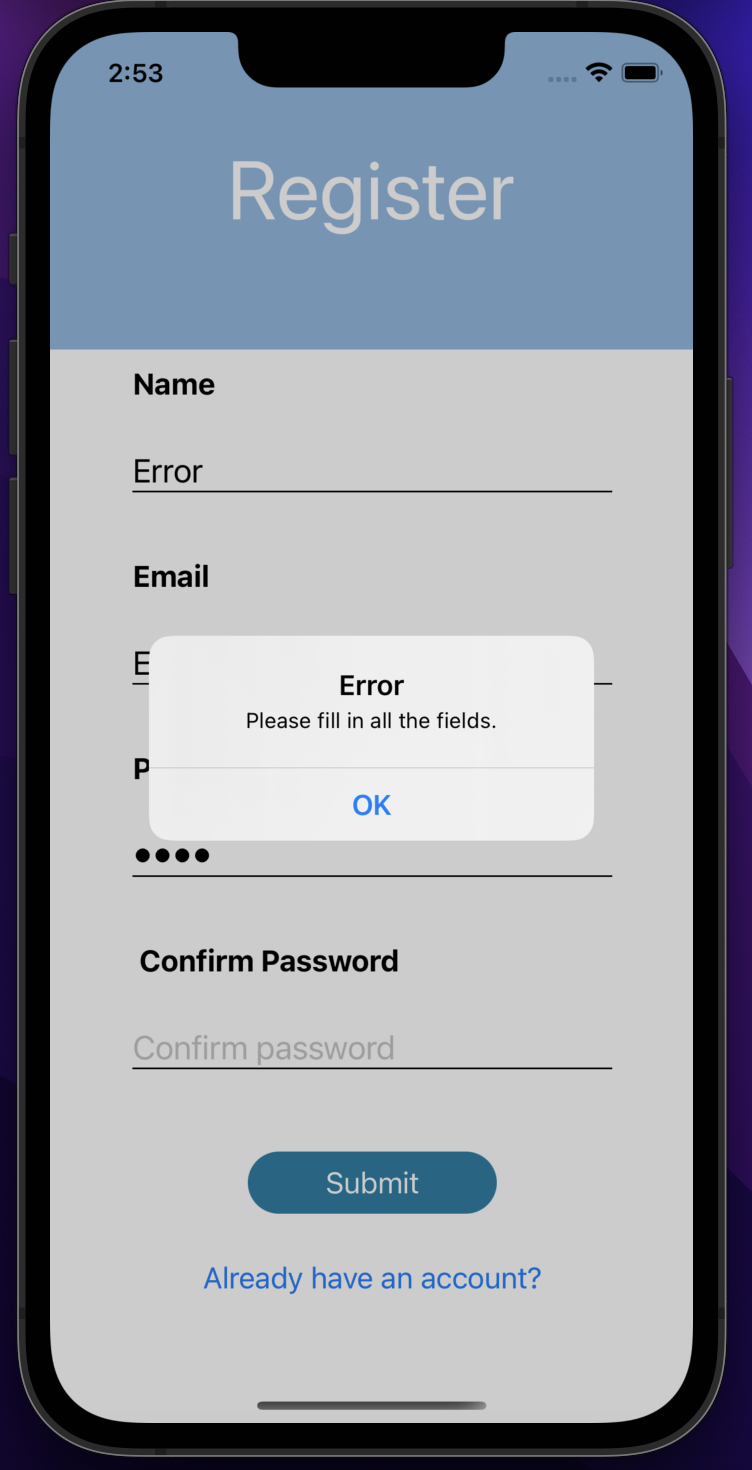 2:53
Register
Name
Error
Email
Error
Please fill in all the fields.
OK
••••
Confirm Password
Confirm password
Submit
Already have an account?